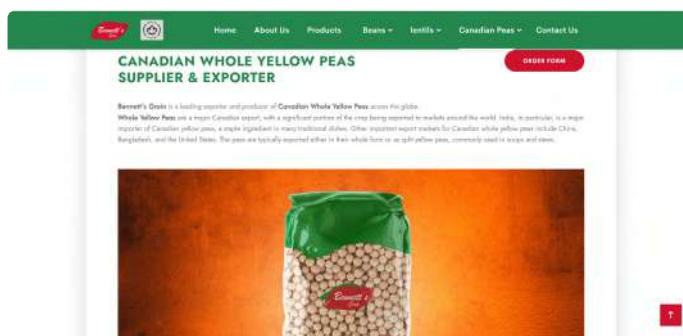 Bennett's
Home About Us Products Beans lentils Canadian Peas Contact Us
CANADIAN WHOLE YELLOW PEAS
SUPPLIER & EXPORTER
ORDER FORM
Bennett's Grain is a leading exporter and producer of Canadian Whole Yellow Peas across the globe.
Whole Yellow Peas are a major Canadian export, with a significant portion of the crop being exported to markets around the world. India, in particular, is a major
importer of Canadian yellow peas, a staple ingredient in many traditional dishes. Other important export markets for Canadian whole yellow peas include China,
Bangladesh, and the United States. The peas are typically exported either in their whole form or as split yellow peas, commonly used in soups and stews.
Bennett's